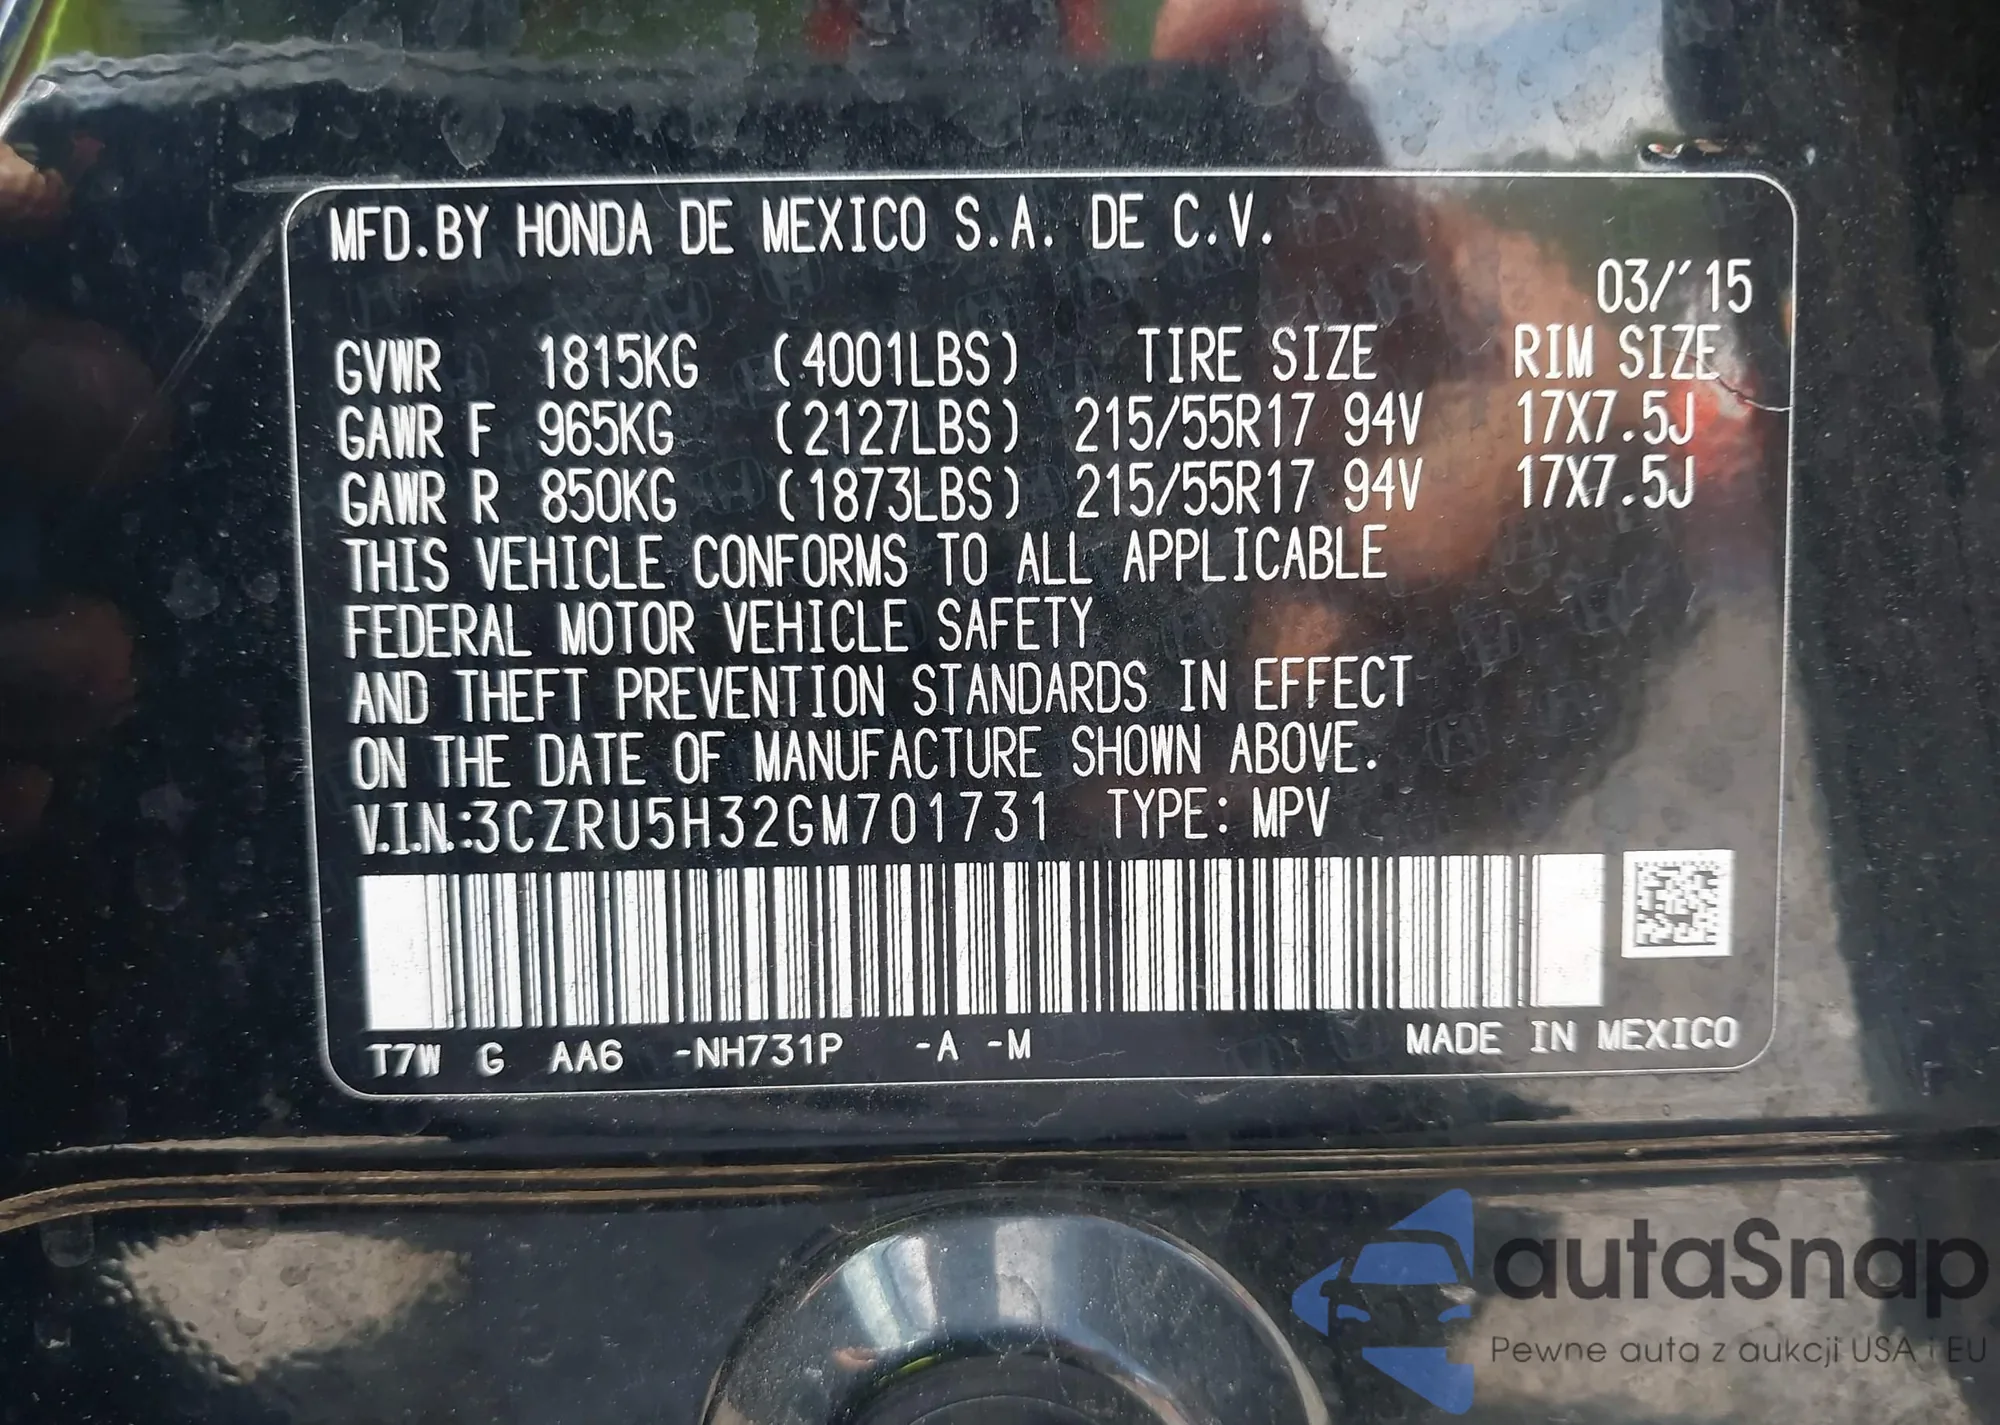 MFD.BY HONDA DE MEXICO S.A. DE C.V.
03/´15
GVWR 1815KG (4001LBS) TIRE SIZE RIM SIZE
GAWR F 965KG (2127LBS) 215/55R17 94V 17X7.5J
GAWR R 850KG (1873LBS) 215/55R17 94V 17X7.5J
THIS VEHICLE CONFORMS TO ALL APPLICABLE
FEDERAL MOTOR VEHICLE SAFETY
AND THEFT PREVENTION STANDARDS IN EFFECT
ON THE DATE OF MANUFACTURE SHOWN ABOVE.
V.I.N.:3CZRU5H32GM701731 TYPE: MPV
T7W G AA6 -NH731P -A -M MADE IN MEXICO
autaSnap
Pewne auta z aukcji USA i EU